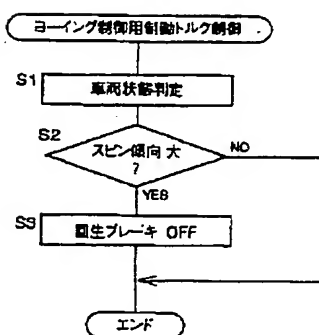 ヨーイング制御用制動トルク制御
S1
車両状態判定
S2
スピン傾向 大
?
NO
YES
S3
回生ブレーキ OFF
エンド